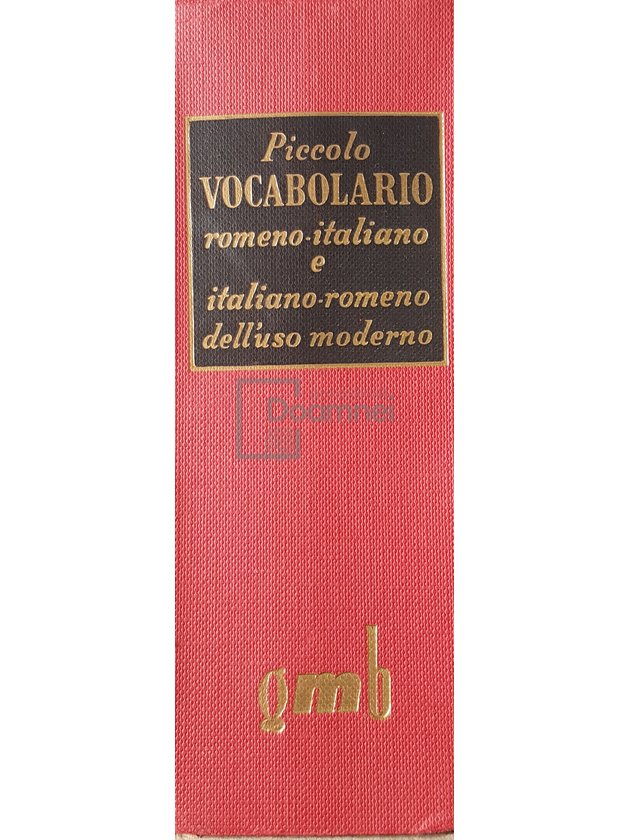 Piccolo
VOCABOLARIO
romeno-italiano
e
italiano-romeno
dell'uso moderno
gmb